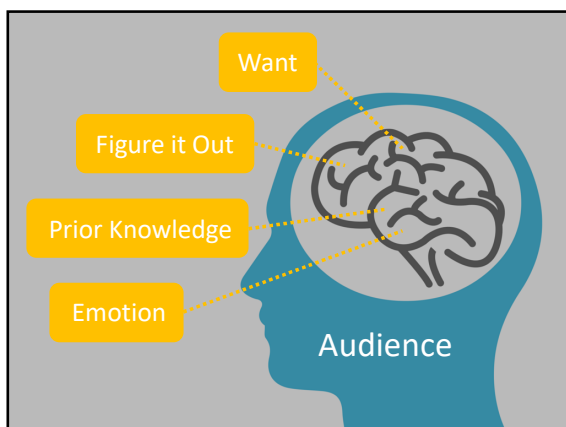 Want
Figure it Out
Prior Knowledge
Emotion
Audience